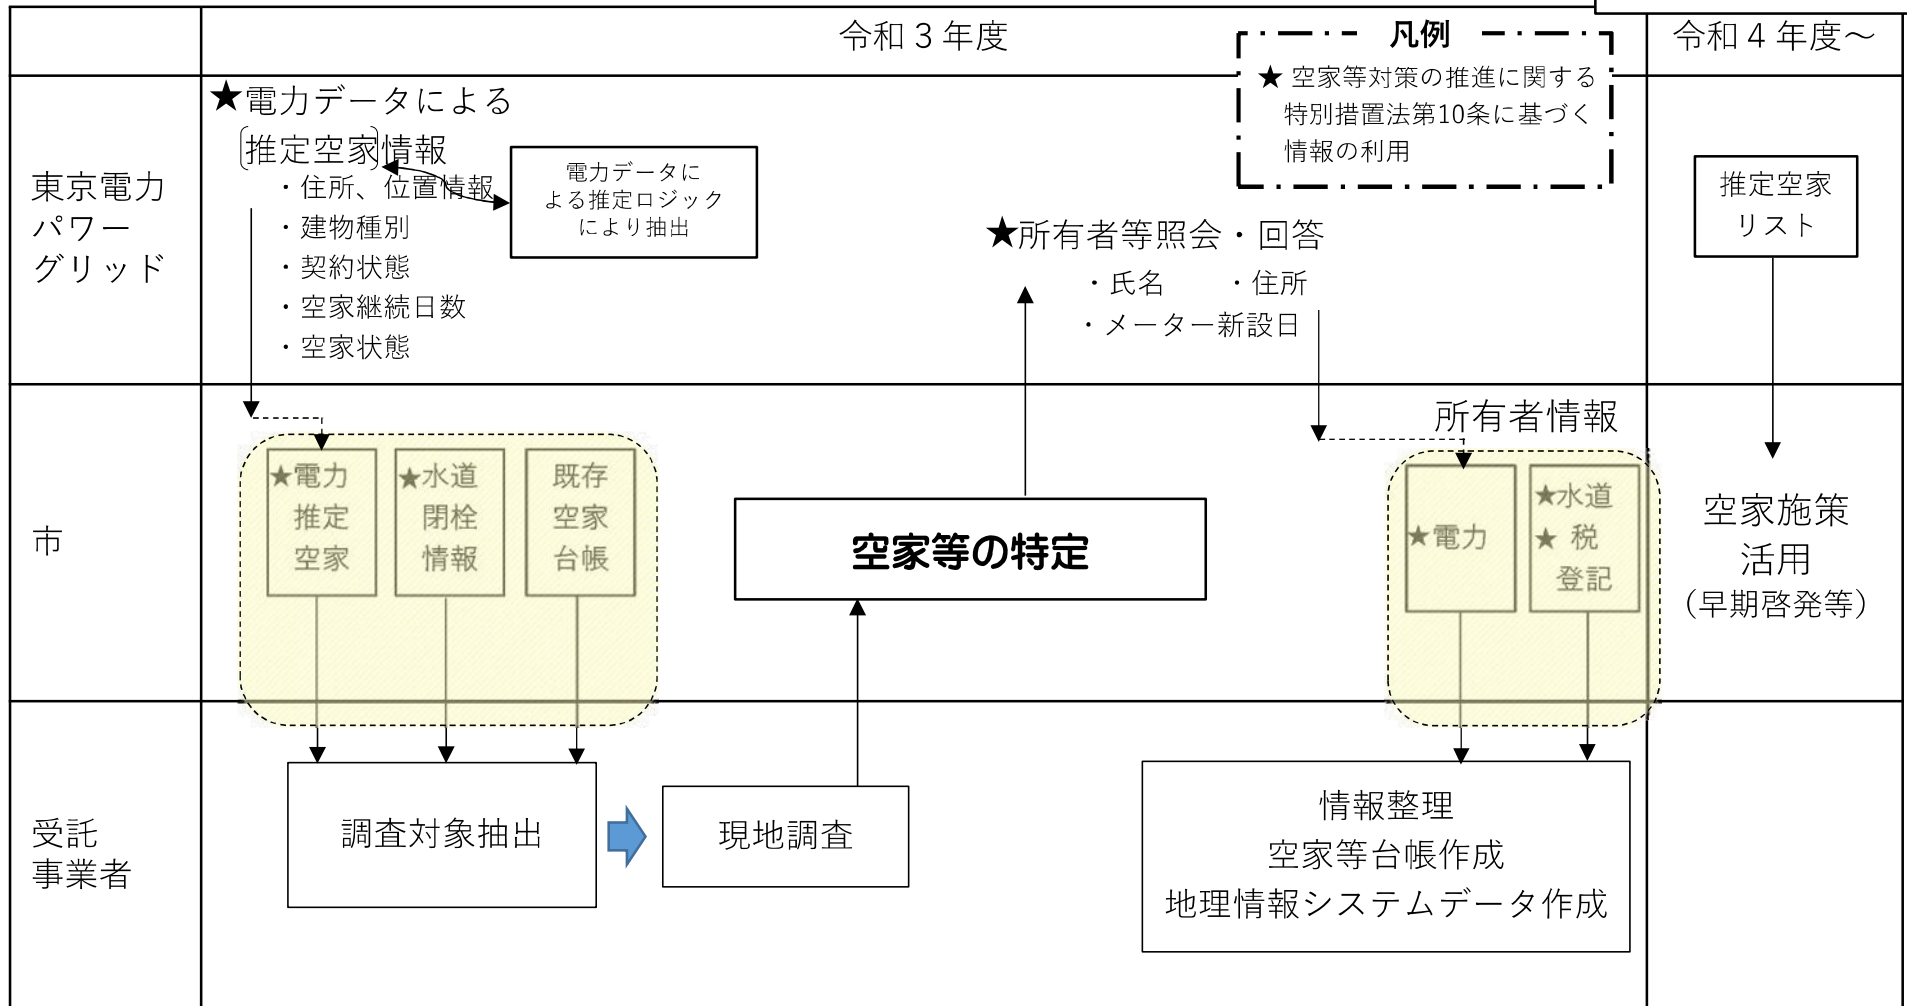 令和3年度
令和4年度～
凡例
★ 空家等対策の推進に関する
特別措置法第10条に基づく
情報の利用
東京電力
パワー
グリッド
★電力データによる
推定空家情報
・住所、位置情報
・建物種別
・契約状態
・空家継続日数
・空家状態
電力データに
よる推定ロジック
により抽出
★所有者等照会・回答
・氏名　・住所
・メーター新設日
推定空家
リスト
市
★電力
推定
空家
★水道
閉栓
情報
既存
空家
台帳
空家等の特定
所有者情報
★電力
★水道
★ 税
登記
空家施策
活用
（早期啓発等）
受託
事業者
調査対象抽出
現地調査
情報整理
空家等台帳作成
地理情報システムデータ作成